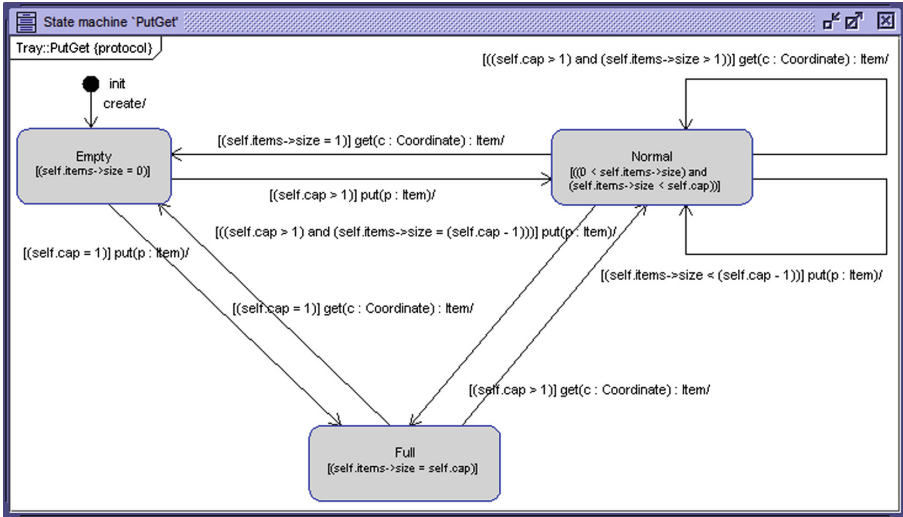 State machine `PutGet'
Tray::PutGet {protocol}
[((self.cap > 1) and (self.items->size > 1))] get(c : Coordinate) : Item/
init
create/
[(self.items->size = 1)] get(c : Coordinate) : Item/
Empty
[(self.items->size = 0)]
Normal
[((0 < self.items->size) and
(self.items->size < self.cap))]
[(self.cap > 1)] put(p : Item)/
[((self.cap > 1) and (self.items->size = (self.cap - 1)))] put(p : Item)/
[(self.cap = 1)] put(p : Item)/
[(self.items->size < (self.cap - 1))] put(p : Item)/
[(self.cap = 1)] get(c : Coordinate) : Item/
[(self.cap > 1)] get(c : Coordinate) : Item/
Full
[(self.items->size = self.cap)]